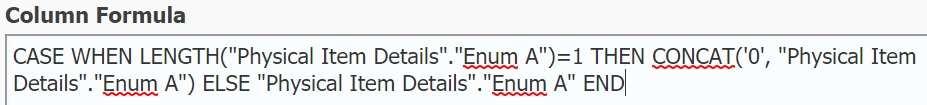 Column Formula
CASE WHEN LENGTH("Physical Item Details"."Enum A")=1 THEN CONCAT('0', "Physical Item
Details"."Enum A") ELSE "Physical Item Details"."Enum A" END